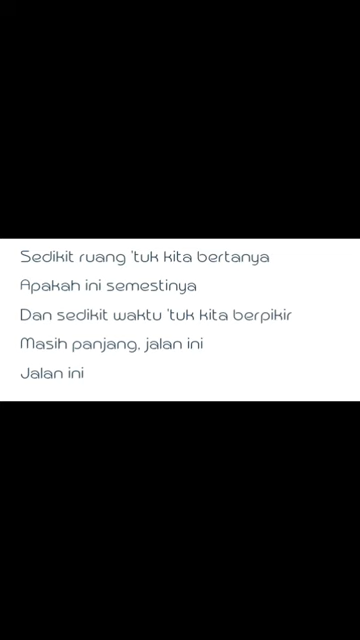 Sedikit ruang 'tuk kita bertanya
Apakah ini semestinya
Dan sedikit waktu 'tuk kita berpikir
Masih panjang, jalan ini
Jalan ini